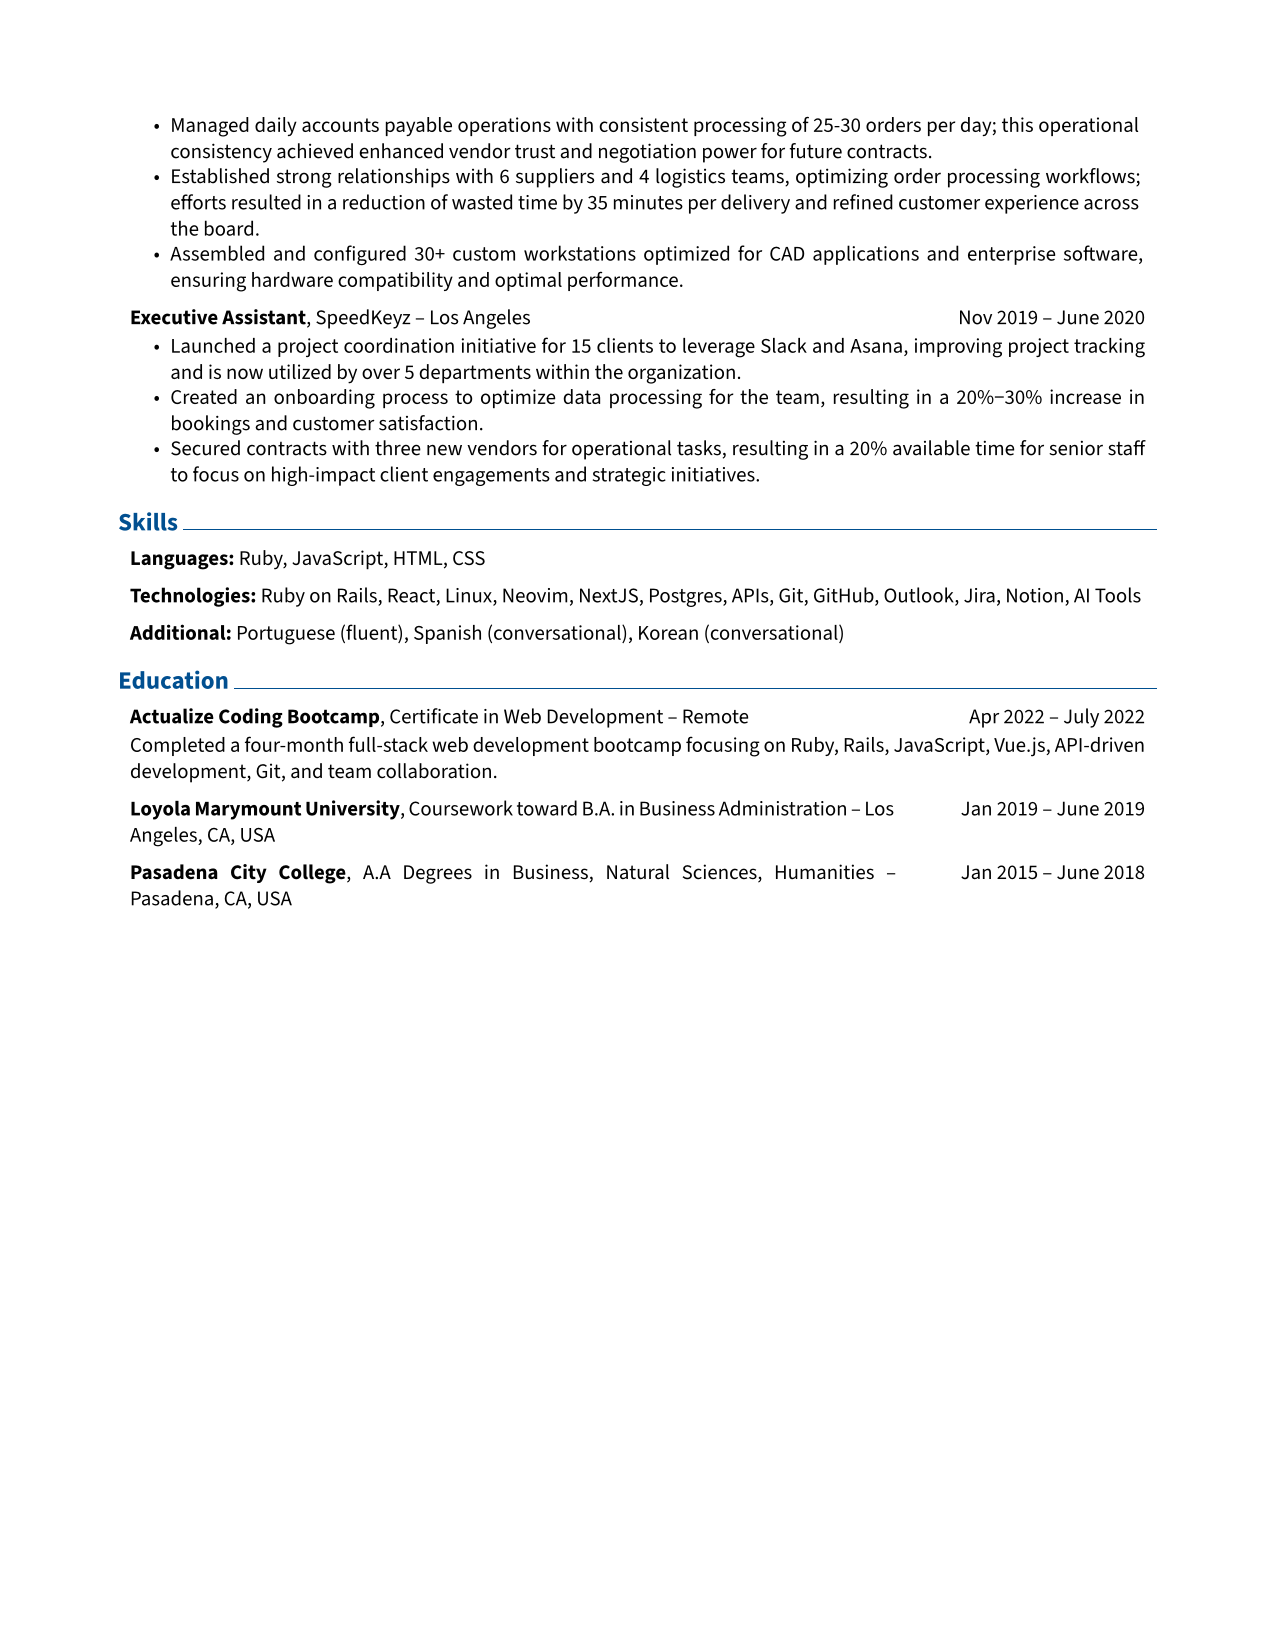 • Managed daily accounts payable operations with consistent processing of 25-30 orders per day; this operational
consistency achieved enhanced vendor trust and negotiation power for future contracts.
• Established strong relationships with 6 suppliers and 4 logistics teams, optimizing order processing workflows;
efforts resulted in a reduction of wasted time by 35 minutes per delivery and refined customer experience across
the board.
• Assembled and configured 30+ custom workstations optimized for CAD applications and enterprise software,
ensuring hardware compatibility and optimal performance.
Executive Assistant, SpeedKeyz – Los Angeles Nov 2019 – June 2020
• Launched a project coordination initiative for 15 clients to leverage Slack and Asana, improving project tracking
and is now utilized by over 5 departments within the organization.
• Created an onboarding process to optimize data processing for the team, resulting in a 20%−30% increase in
bookings and customer satisfaction.
• Secured contracts with three new vendors for operational tasks, resulting in a 20% available time for senior staff
to focus on high-impact client engagements and strategic initiatives.
Skills
Languages: Ruby, JavaScript, HTML, CSS
Technologies: Ruby on Rails, React, Linux, Neovim, NextJS, Postgres, APIs, Git, GitHub, Outlook, Jira, Notion, AI Tools
Additional: Portuguese (fluent), Spanish (conversational), Korean (conversational)
Education
Actualize Coding Bootcamp, Certificate in Web Development – Remote Apr 2022 – July 2022
Completed a four-month full-stack web development bootcamp focusing on Ruby, Rails, JavaScript, Vue.js, API-driven
development, Git, and team collaboration.
Loyola Marymount University, Coursework toward B.A. in Business Administration – Los Jan 2019 – June 2019
Angeles, CA, USA
Pasadena City College, A.A Degrees in Business, Natural Sciences, Humanities – Jan 2015 – June 2018
Pasadena, CA, USA